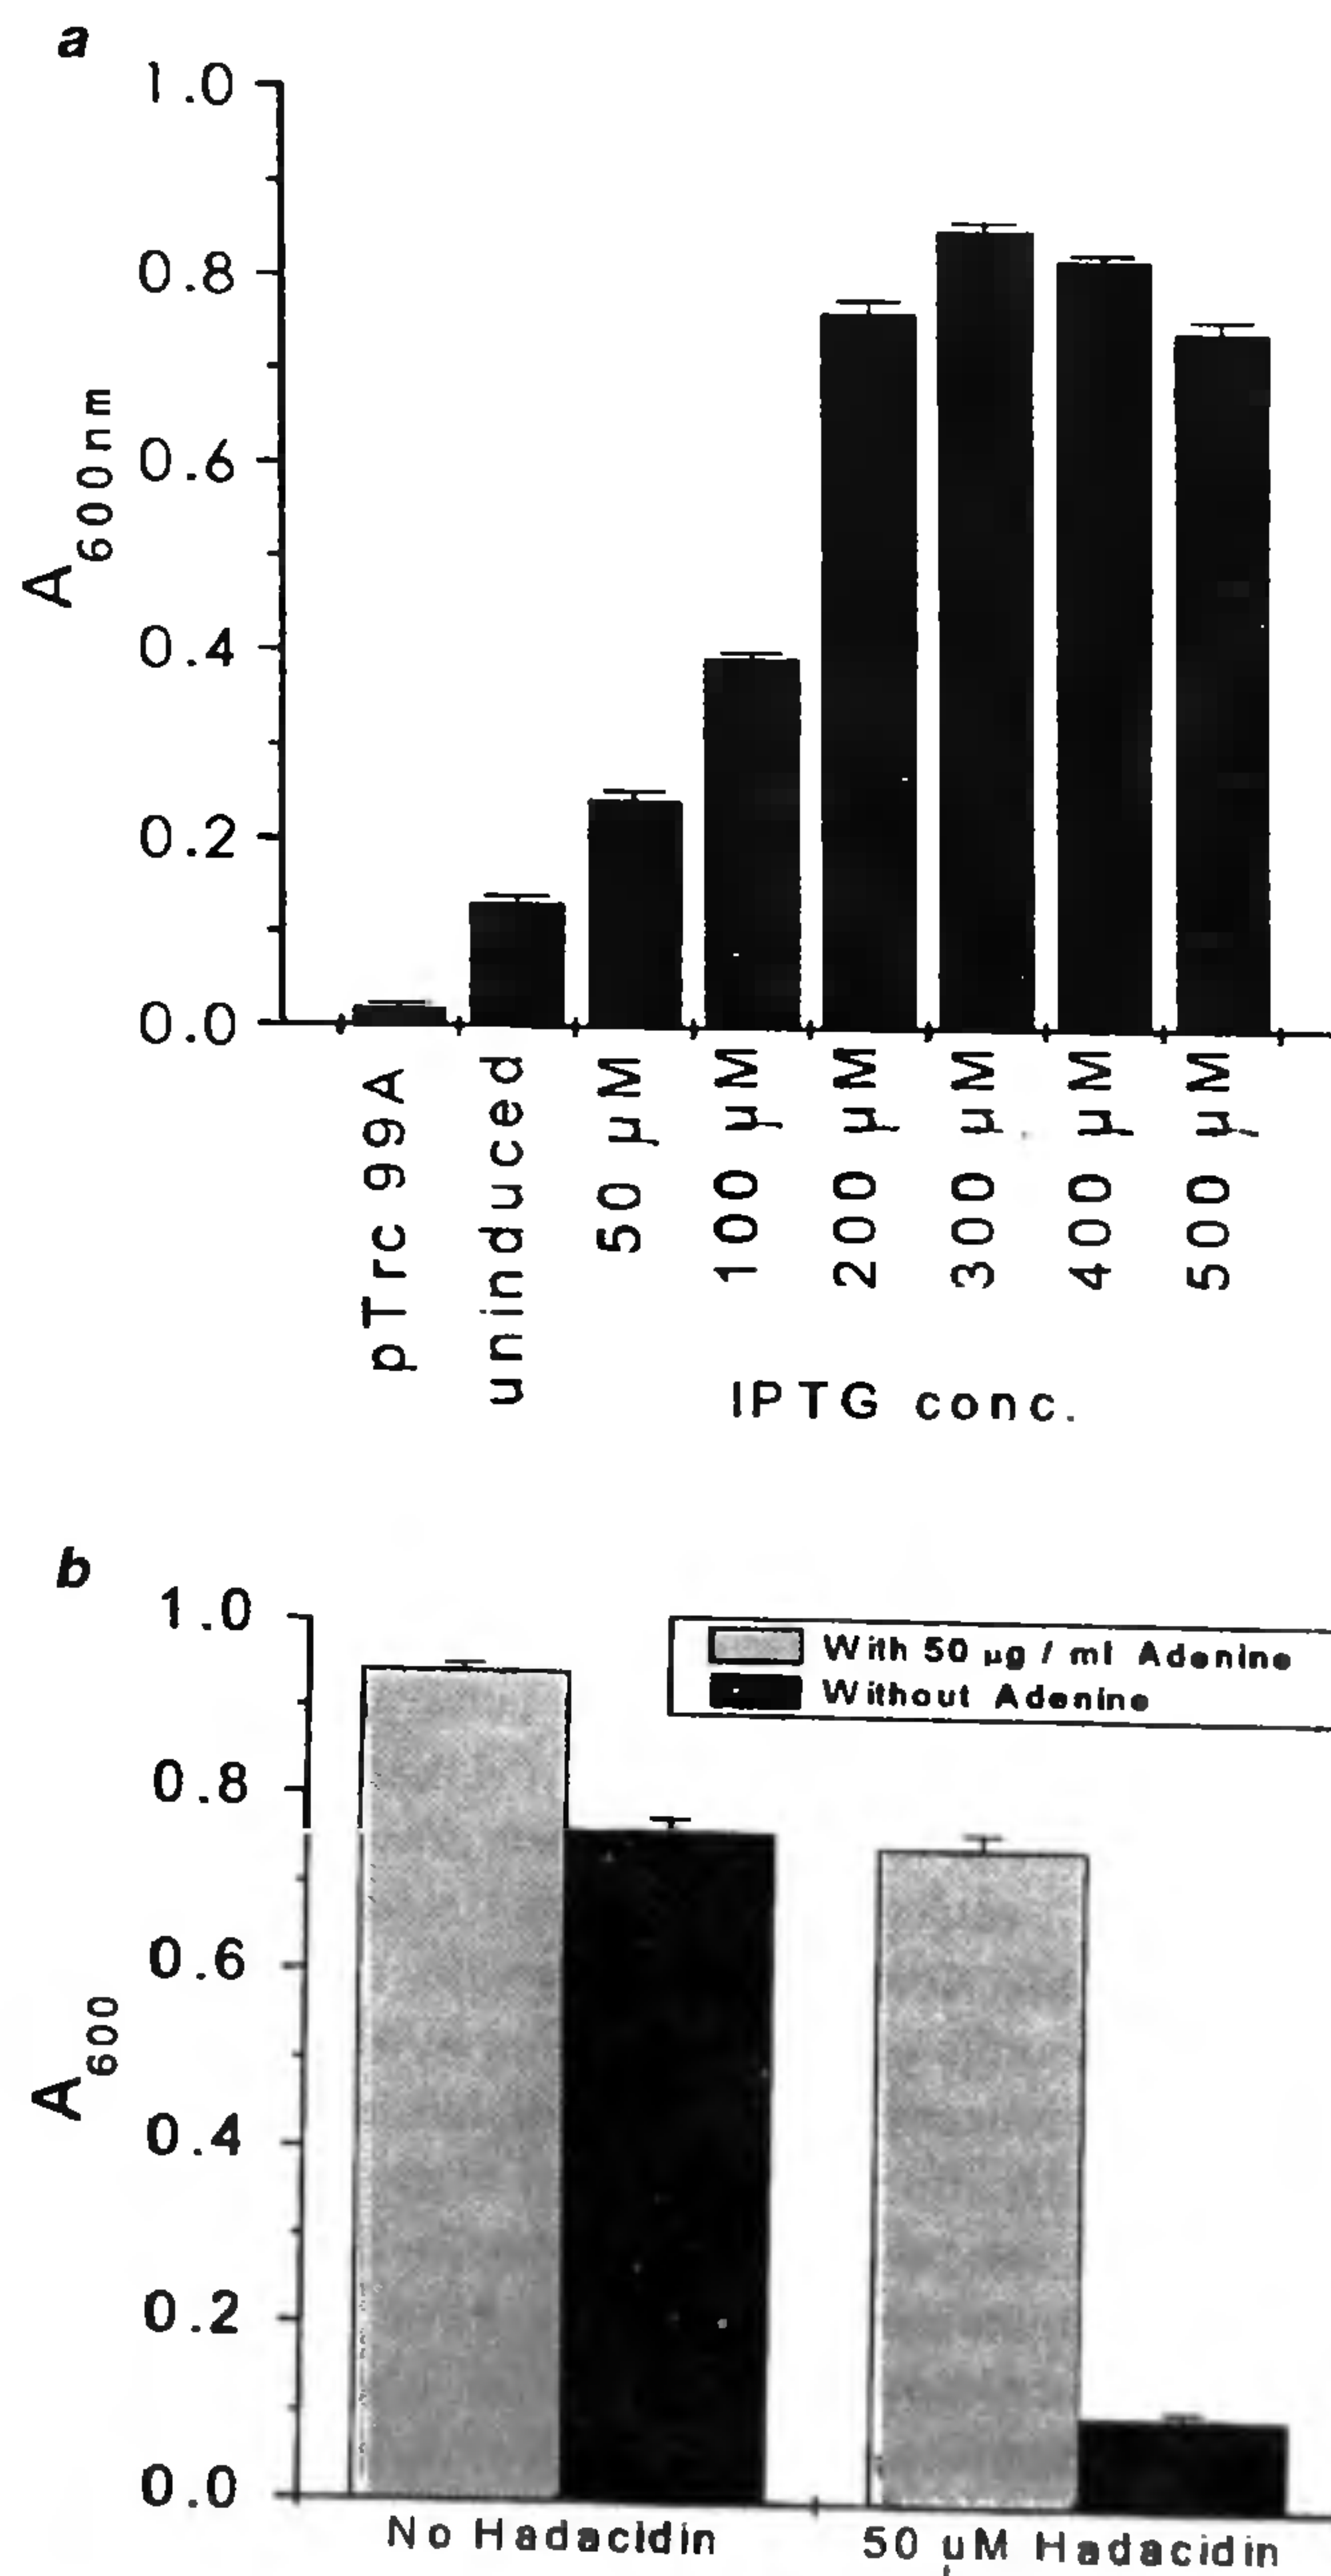 a
1.0
0.8
0.6
0.4
0.2
0.0
A600nm
pTrc 99A
uninduced
50 µM
100 µM
200 µM
300 µM
400 µM
500 µM
IPTG conc.
b
1.0
0.8
0.6
0.4
0.2
0.0
A600
With 50 µg / ml Adenine
Without Adenine
No Hadacidin
50 µM Hadacidin